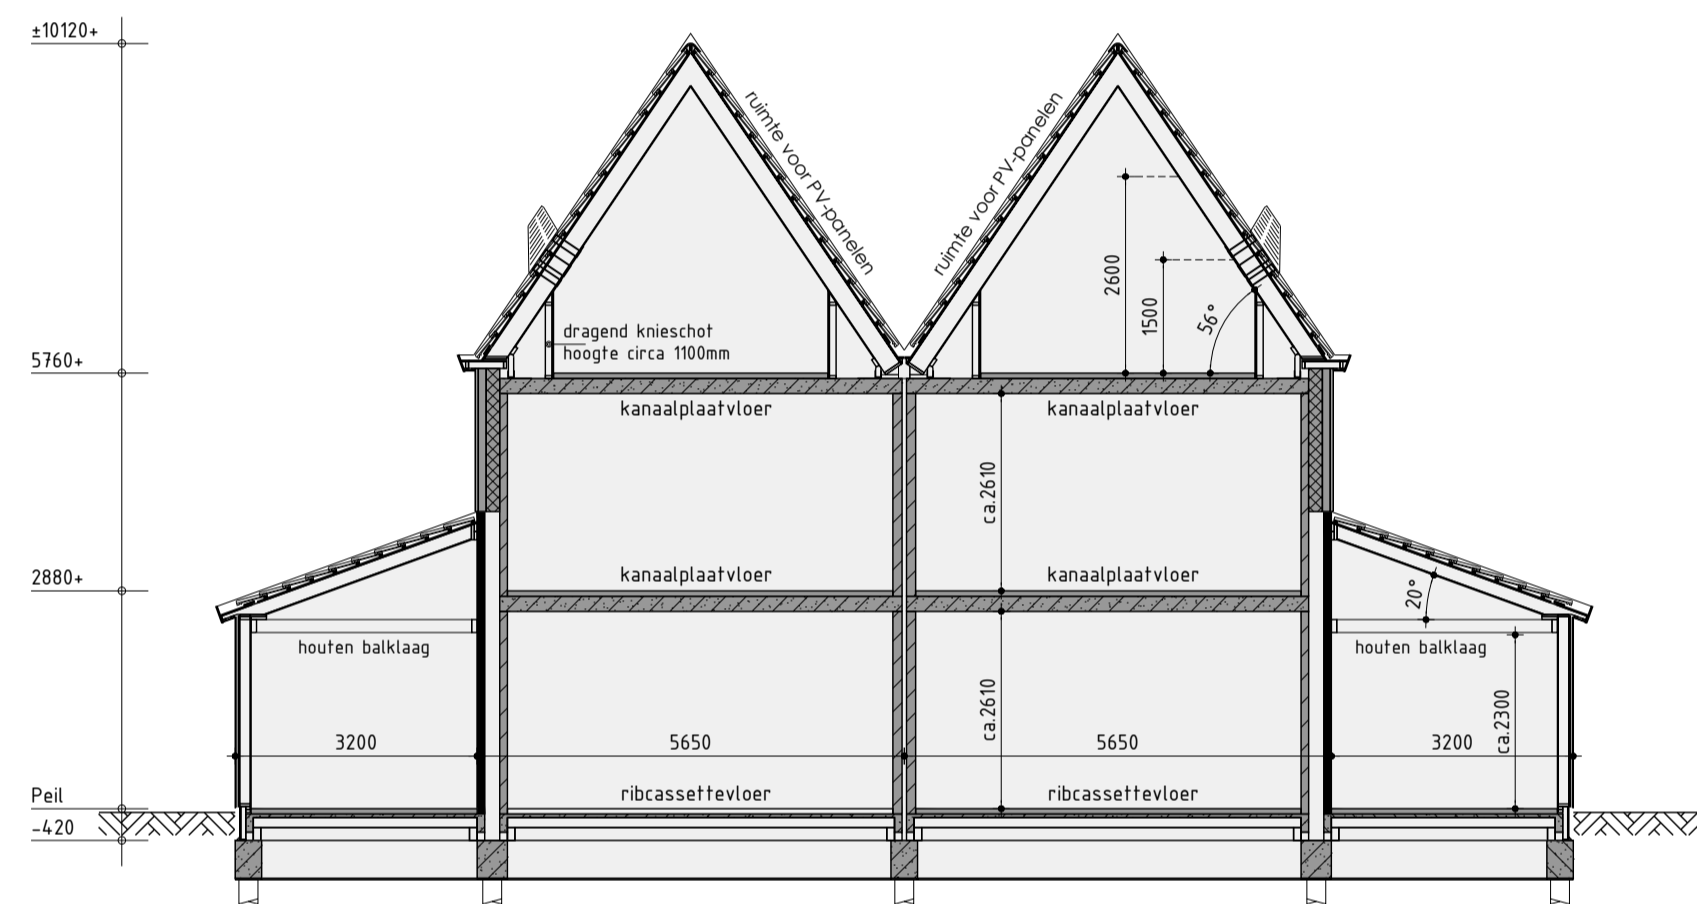 ±10120+
ruimte voor PV-panelen
ruimte voor PV-panelen
2600
1500
56°
dragend knieschot
hoogte circa 1100mm
5760+
kanaalplaatvloer
kanaalplaatvloer
ca.2610
2880+
kanaalplaatvloer
kanaalplaatvloer
20°
houten balklaag
houten balklaag
ca.2610
ca.2300
3200
5650
5650
3200
Peil
ribcassettevloer
ribcassettevloer
-420